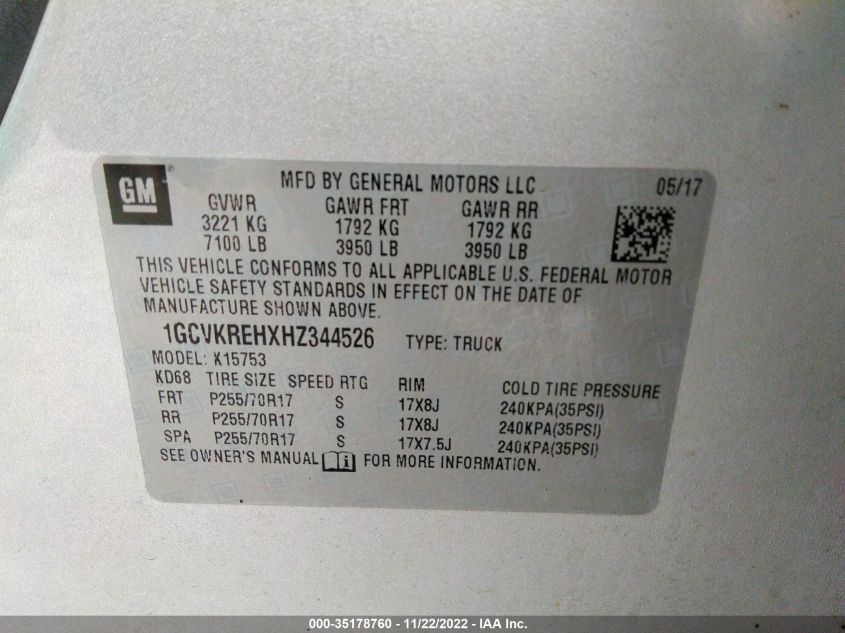 GM
MFD BY GENERAL MOTORS LLC 05/17
GVWR GAWR FRT GAWR RR
3221 KG 1792 KG 1792 KG
7100 LB 3950 LB 3950 LB
THIS VEHICLE CONFORMS TO ALL APPLICABLE U.S. FEDERAL MOTOR
VEHICLE SAFETY STANDARDS IN EFFECT ON THE DATE OF
MANUFACTURE SHOWN ABOVE.
1GCVKREHXHZ344526 TYPE: TRUCK
MODEL: K15753
KD68 TIRE SIZE SPEED RTG RIM COLD TIRE PRESSURE
FRT P255/70R17 S 17X8J 240KPA(35PSI)
RR P255/70R17 S 17X8J 240KPA(35PSI)
SPA P255/70R17 S 17X7.5J 240KPA(35PSI)
SEE OWNER'S MANUAL FOR MORE INFORMATION.
000-35178760 - 11/22/2022 - IAA Inc.